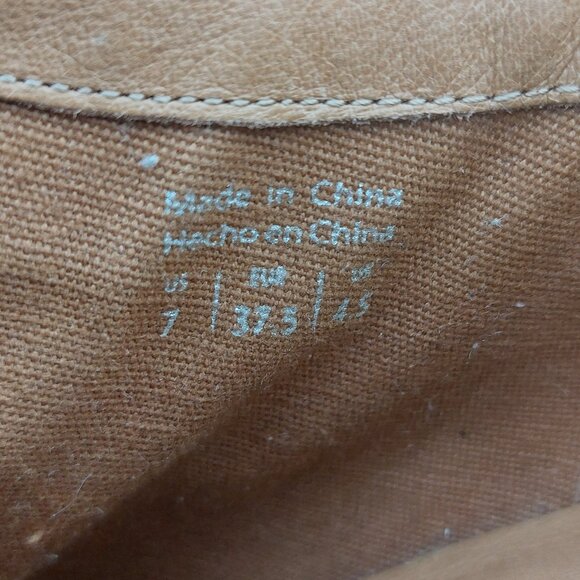 Made in China
Hecho en China
US EUR UK
7 | 37.5 | 4.5